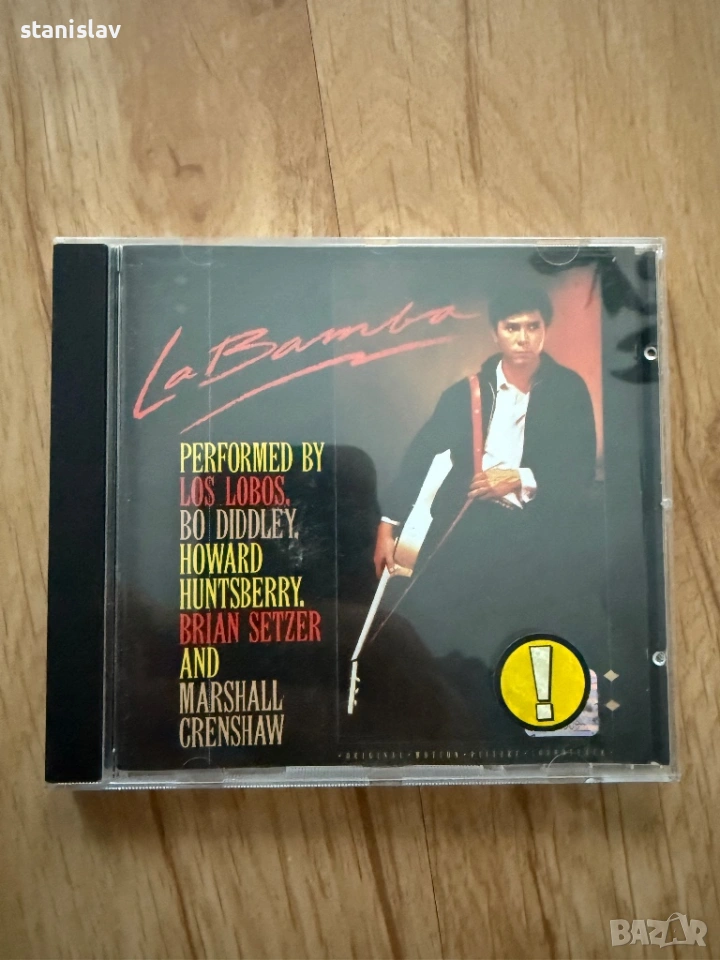 stanislav
La Bamba
PERFORMED BY
LOS LOBOS,
BO DIDDLEY,
HOWARD
HUNTSBERRY,
BRIAN SETZER
AND
MARSHALL
CRENSHAW
!
• ORIGINAL • MOTION • PICTURE • SOUNDTRACK •
BAZAR